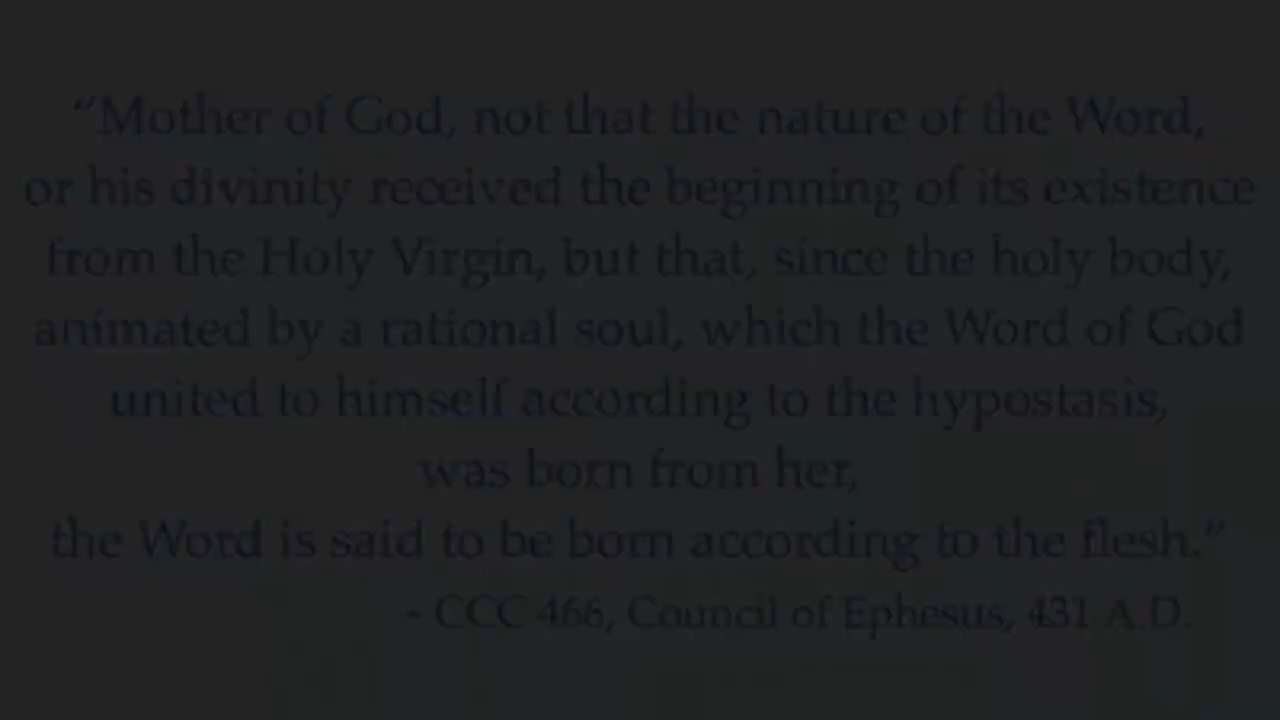 “Mother of God, not that the nature of the Word,
or his divinity received the beginning of its existence
from the Holy Virgin, but that, since the holy body,
animated by a rational soul, which the Word of God
united to himself according to the hypostasis,
was born from her,
the Word is said to be born according to the flesh.”
- CCC 466, Council of Ephesus, 431 A.D.